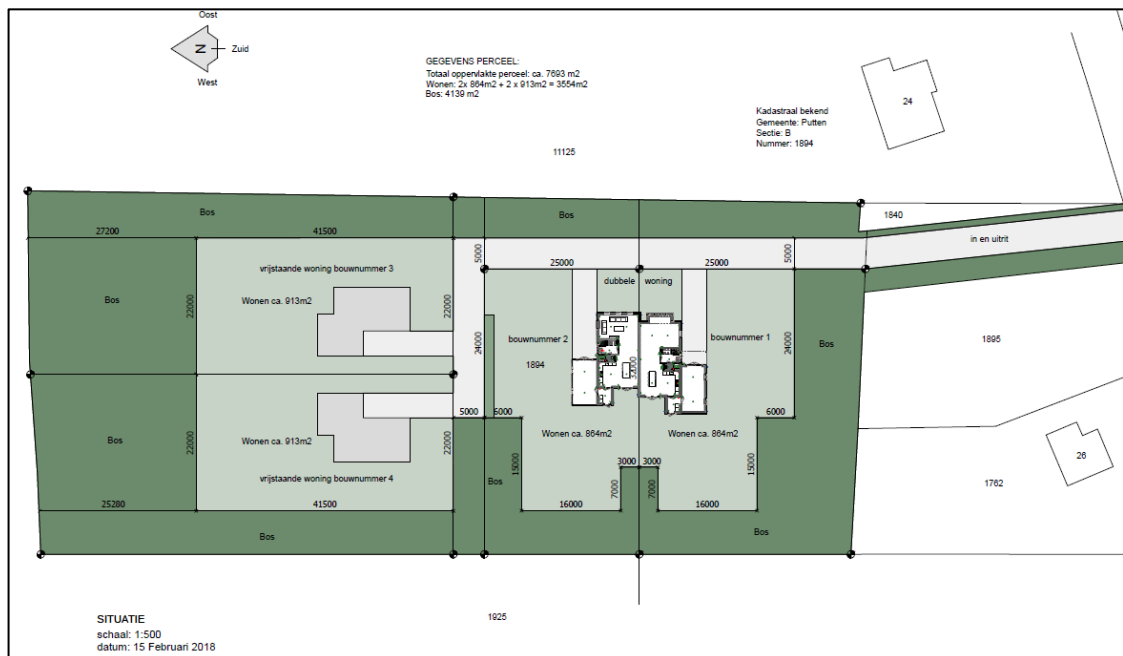 Oost
N
Zuid
West
GEGEVENS PERCEEL:
Totaal oppervlakte perceel: ca. 7693 m2
Wonen: 2x 864m2 + 2 x 913m2 = 3554m2
Bos: 4139 m2
24
Kadastraal bekend
Gemeente: Putten
Sectie: B
Nummer: 1894
11125
Bos
Bos
1840
27200
41500
5000
25000
25000
5000
in en uitrit
vrijstaande woning bouwnummer 3
dubbele woning
Bos
Wonen ca. 913m2
22000
22000
24000
bouwnummer 2
bouwnummer 1
24000
Bos
1895
1894
34000
5000
6000
6000
Bos
Wonen ca. 913m2
22000
22000
Wonen ca. 864m2
Wonen ca. 864m2
26
3000
3000
15000
15000
vrijstaande woning bouwnummer 4
Bos
7000
7000
1762
25280
41500
16000
16000
Bos
Bos
1925
SITUATIE
schaal: 1:500
datum: 15 Februari 2018